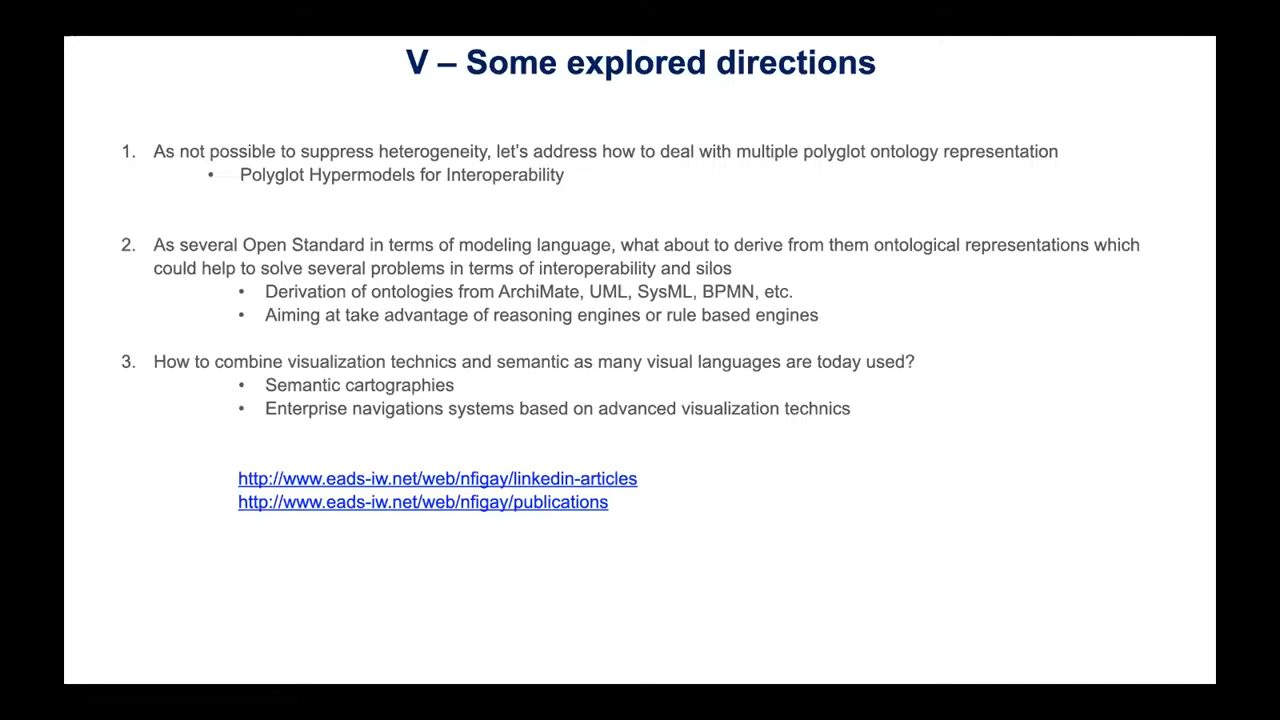 V – Some explored directions
1. As not possible to suppress heterogeneity, let's address how to deal with multiple polyglot ontology representation
• Polyglot Hypermodels for Interoperability
2. As several Open Standard in terms of modeling language, what about to derive from them ontological representations which
could help to solve several problems in terms of interoperability and silos
• Derivation of ontologies from ArchiMate, UML, SysML, BPMN, etc.
• Aiming at take advantage of reasoning engines or rule based engines
3. How to combine visualization technics and semantic as many visual languages are today used?
• Semantic cartographies
• Enterprise navigations systems based on advanced visualization technics
http://www.eads-iw.net/web/nfigay/linkedin-articles
http://www.eads-iw.net/web/nfigay/publications